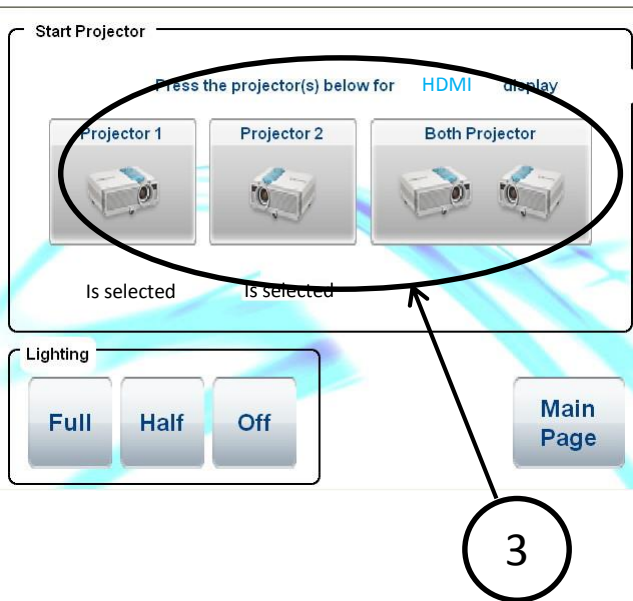 Start Projector
Press the projector(s) below for HDMI display
Projector 1 Projector 2 Both Projector
Is selected Is selected
Lighting
Full Half Off
Main
Page
3